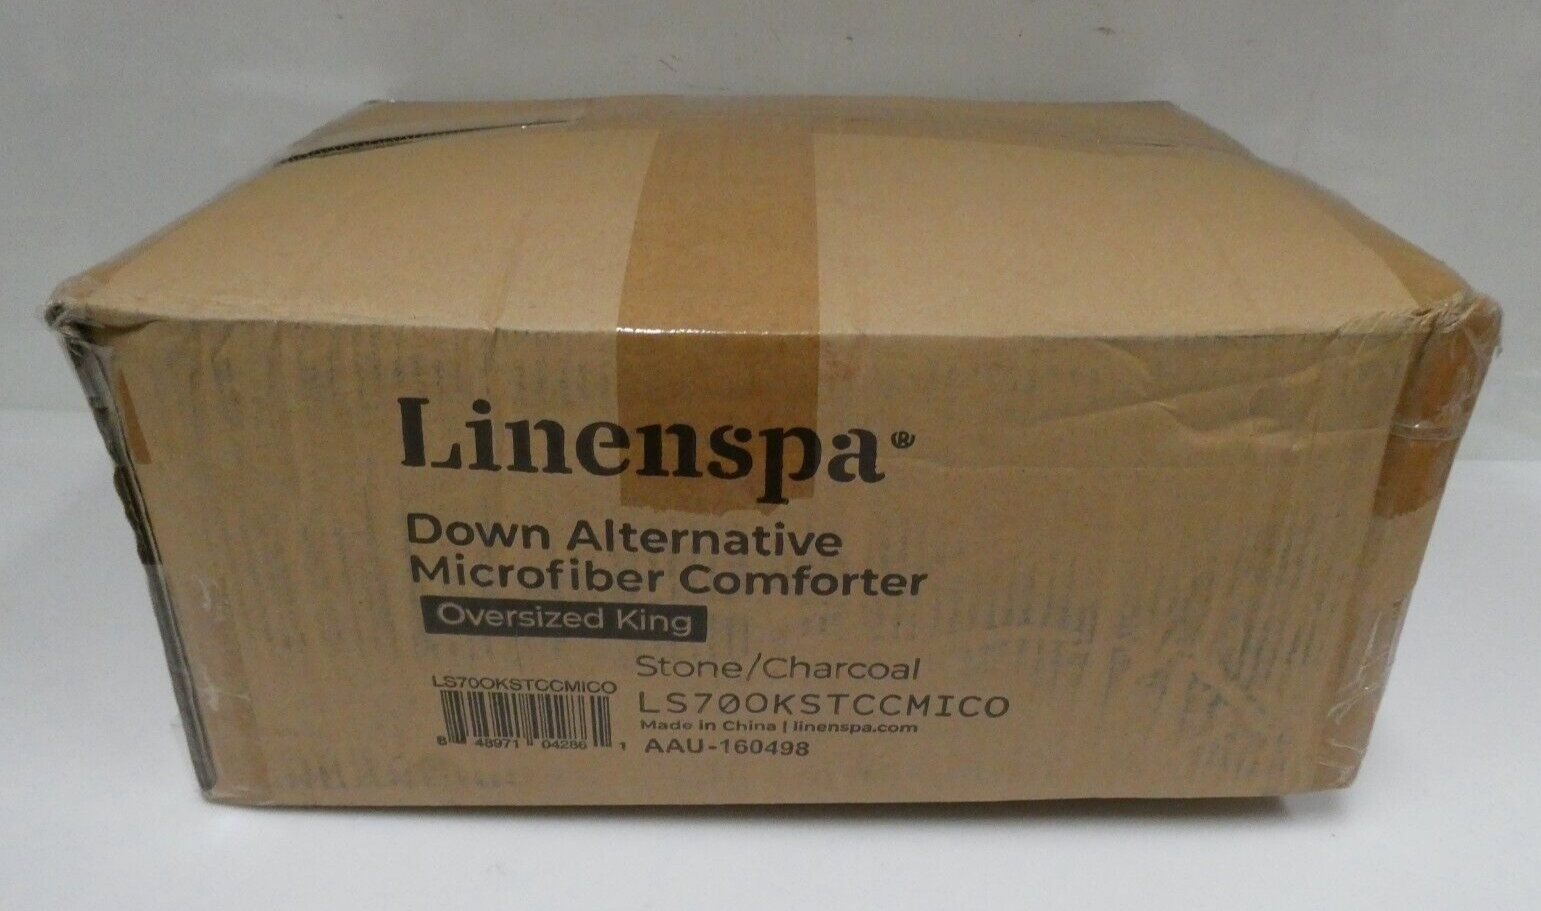 Linenspa®
Down Alternative
Microfiber Comforter
Oversized King
Stone/Charcoal
LS70OKSTCCMICO
LS70OKSTCCMICO
Made in China | linenspa.com
8 48971 04286 1
AAU-160498